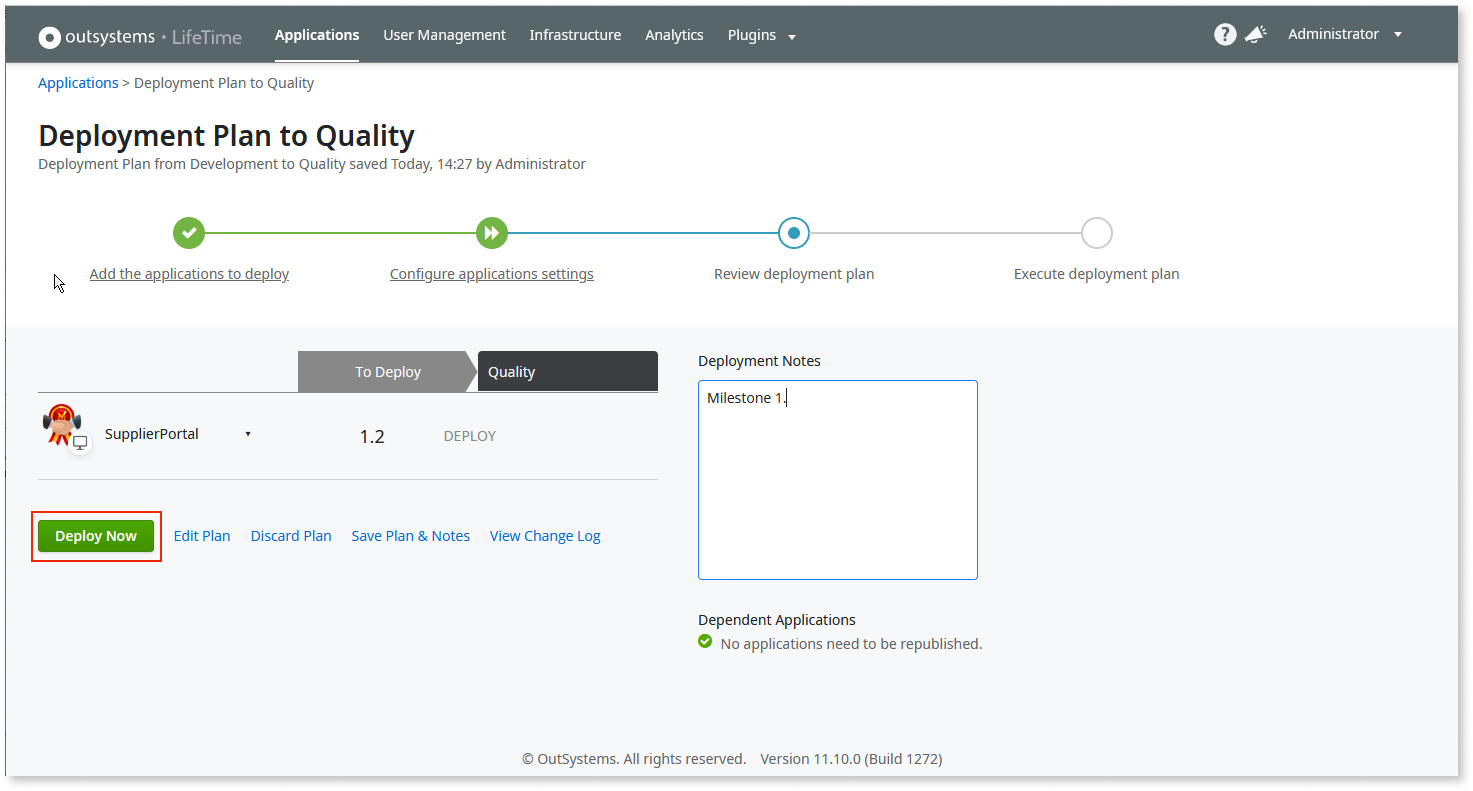 outsystems • LifeTime Applications User Management Infrastructure Analytics Plugins ? Administrator
Applications > Deployment Plan to Quality
Deployment Plan to Quality
Deployment Plan from Development to Quality saved Today, 14:27 by Administrator
Add the applications to deploy Configure applications settings Review deployment plan Execute deployment plan
To Deploy Quality
SupplierPortal 1.2 DEPLOY
Deploy Now Edit Plan Discard Plan Save Plan & Notes View Change Log
Deployment Notes
Milestone 1.
Dependent Applications
No applications need to be republished.
© OutSystems. All rights reserved. Version 11.10.0 (Build 1272)